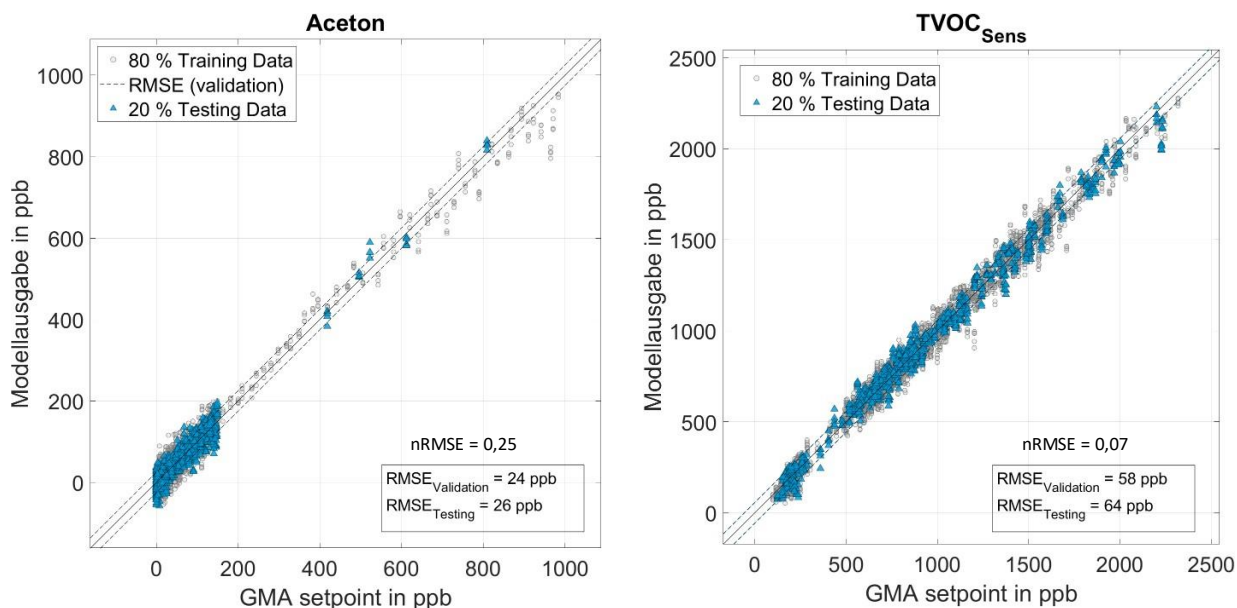 Aceton
80 % Training Data
RMSE (validation)
20 % Testing Data
Modellausgabe in ppb
1000
800
600
400
200
0
nRMSE = 0,25
RMSE_Validation = 24 ppb
RMSE_Testing = 26 ppb
0 200 400 600 800 1000
GMA setpoint in ppb
TVOC_Sens
80 % Training Data
20 % Testing Data
Modellausgabe in ppb
2500
2000
1500
1000
500
0
nRMSE = 0,07
RMSE_Validation = 58 ppb
RMSE_Testing = 64 ppb
0 500 1000 1500 2000 2500
GMA setpoint in ppb